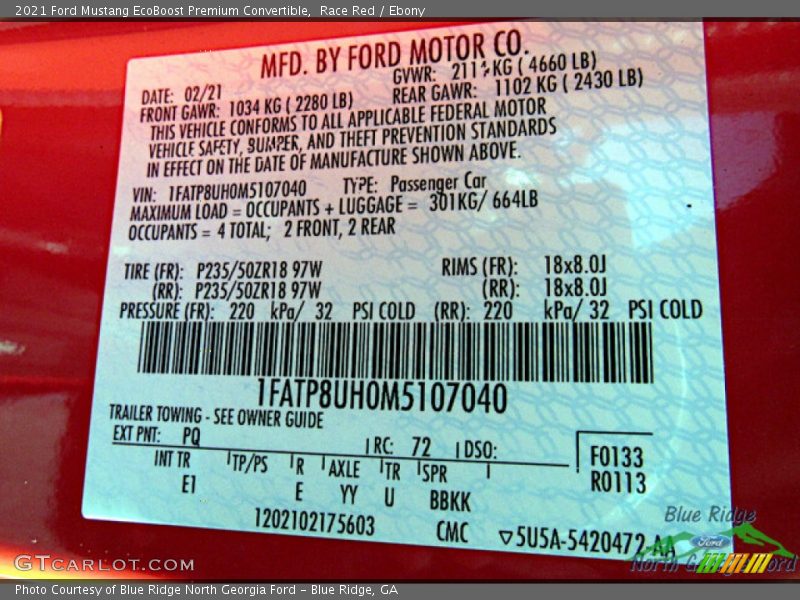 2021 Ford Mustang EcoBoost Premium Convertible,  Race Red / Ebony
MFD. BY FORD MOTOR CO.
DATE: 02/21 GVWR: 2114 KG ( 4660 LB)
FRONT GAWR: 1034 KG ( 2280 LB) REAR GAWR: 1102 KG ( 2430 LB)
THIS VEHICLE CONFORMS TO ALL APPLICABLE FEDERAL MOTOR
VEHICLE SAFETY, BUMPER, AND THEFT PREVENTION STANDARDS
IN EFFECT ON THE DATE OF MANUFACTURE SHOWN ABOVE.
VIN: 1FATP8UH0M5107040 TYPE: Passenger Car
MAXIMUM LOAD = OCCUPANTS + LUGGAGE = 301KG/ 664LB
OCCUPANTS = 4 TOTAL; 2 FRONT, 2 REAR
TIRE (FR): P235/50ZR18 97W RIMS (FR): 18x8.0J
(RR): P235/50ZR18 97W (RR): 18x8.0J
PRESSURE (FR): 220 kPa/ 32 PSI COLD (RR): 220 kPa/ 32 PSI COLD
1FATP8UH0M5107040
TRAILER TOWING - SEE OWNER GUIDE
EXT PNT: PQ RC: 72 DSO: F0133
INT TR TP/PS R AXLE TR SPR R0113
E1 E YY U BBKK
1202102175603 CMC ▽5U5A-5420472 AA
Blue Ridge
Ford
North Georgia Ford
GTCARLOT.COM
Photo Courtesy of Blue Ridge North Georgia Ford – Blue Ridge, GA